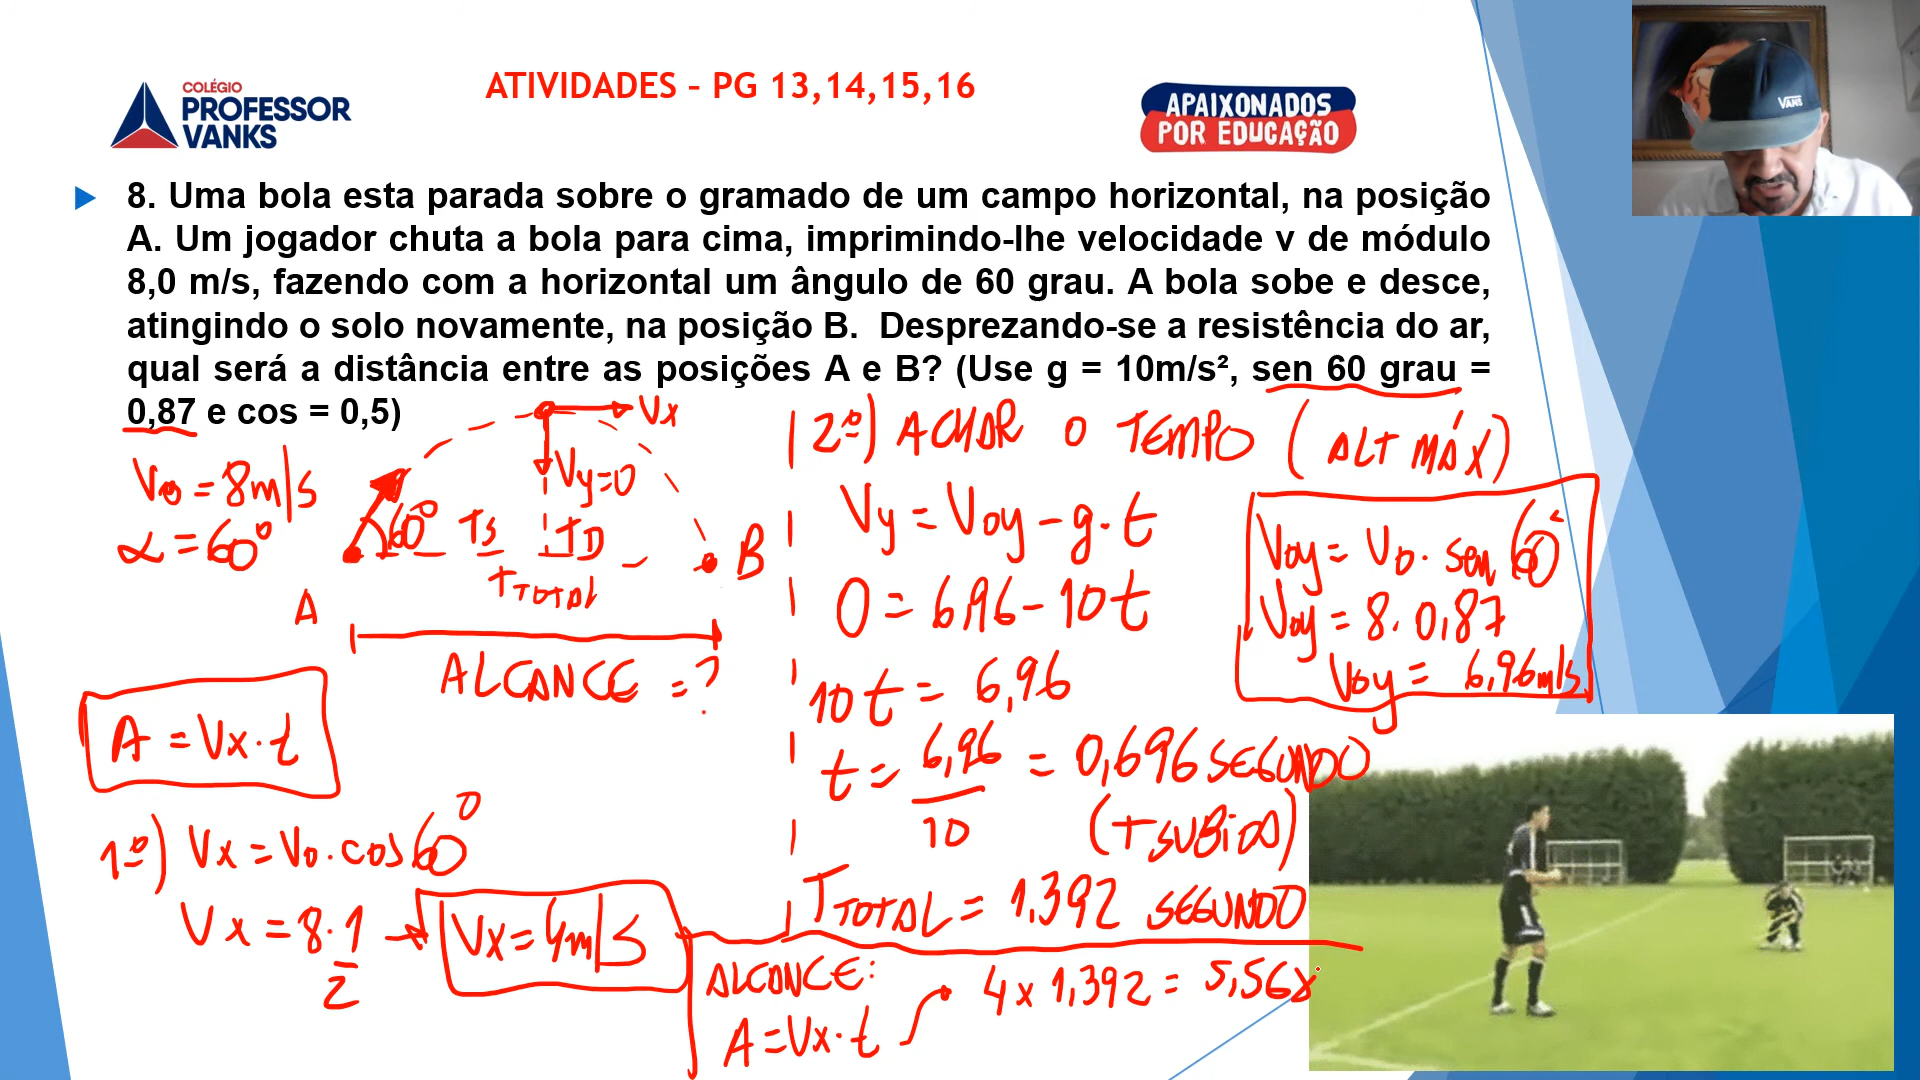 COLÉGIO
PROFESSOR
VANKS
ATIVIDADES – PG 13,14,15,16
APAIXONADOS
POR EDUCAÇÃO
VANS
8. Uma bola esta parada sobre o gramado de um campo horizontal, na posição
A. Um jogador chuta a bola para cima, imprimindo-lhe velocidade v de módulo
8,0 m/s, fazendo com a horizontal um ângulo de 60 grau. A bola sobe e desce,
atingindo o solo novamente, na posição B. Desprezando-se a resistência do ar,
qual será a distância entre as posições A e B? (Use g = 10m/s², sen 60 grau =
0,87 e cos = 0,5)
Vx
Vo = 8m/s
α = 60°
Vy=0
60°
TS
TD
TTOTAL
A
B
ALCANCE = ?
A = Vx·t
1º) Vx = Vo·cos60°
Vx = 8·1/2
Vx = 4m/S
2º) ACHAR O TEMPO (ALT MÁX)
Vy = Voy - g·t
0 = 6,96 - 10t
10t = 6,96
t = 6,96/10 = 0,696 SEGUNDO
(TSUBIDA)
TTOTAL = 1,392 SEGUNDO
Voy = Vo·sen 60°
Voy = 8·0,87
Voy = 6,96m/s
ALCANCE:
A = Vx·t
4 x 1,392 = 5,568